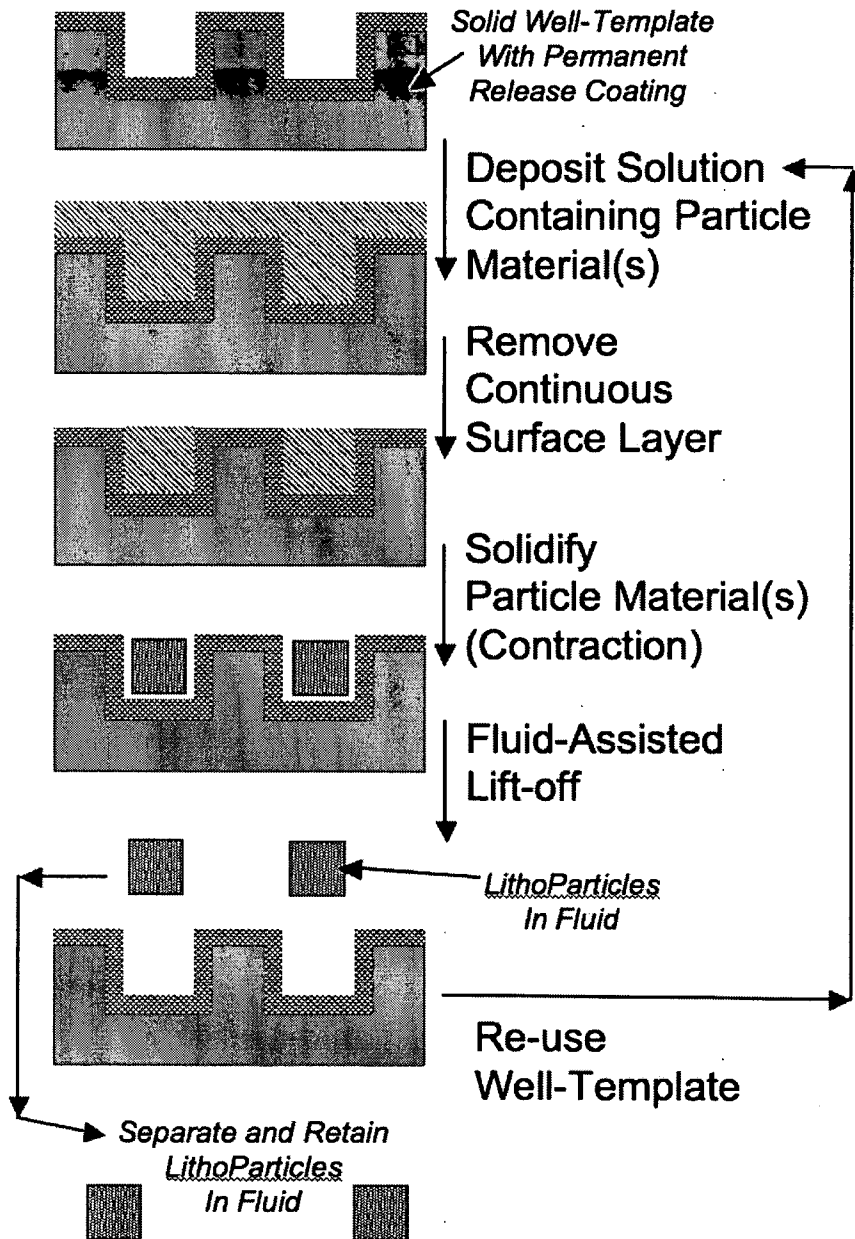 Solid Well-Template
With Permanent
Release Coating
Deposit Solution
Containing Particle
Material(s)
Remove
Continuous
Surface Layer
Solidify
Particle Material(s)
(Contraction)
Fluid-Assisted
Lift-off
LithoParticles
In Fluid
Re-use
Well-Template
Separate and Retain
LithoParticles
In Fluid